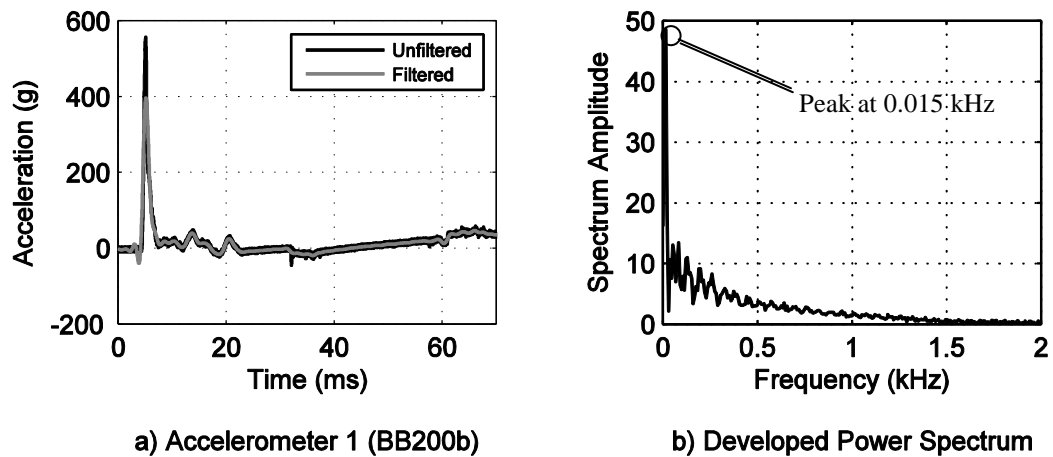 600
400
200
0
-200
Acceleration (g)
Unfiltered
Filtered
0 20 40 60
Time (ms)
a) Accelerometer 1 (BB200b)
50
40
30
20
10
0
Spectrum Amplitude
Peak at 0.015 kHz
0 0.5 1 1.5 2
Frequency (kHz)
b) Developed Power Spectrum